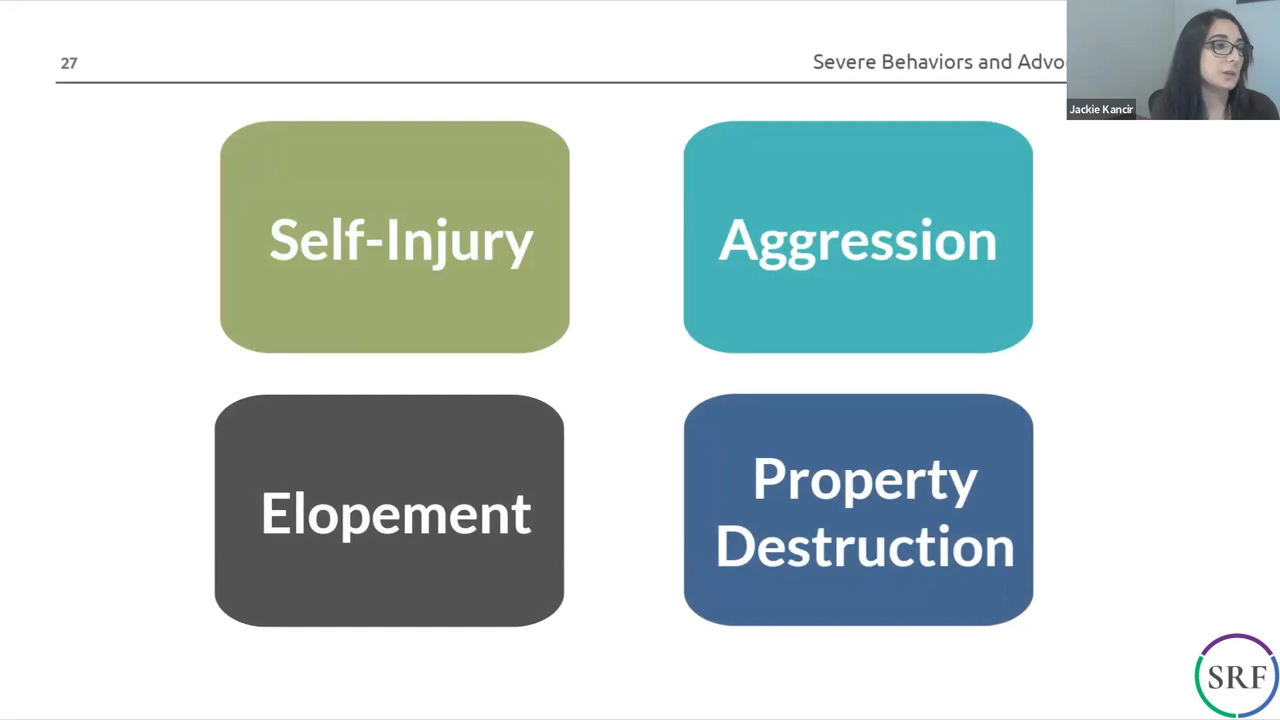 27
Severe Behaviors and Advo
Jackie Kancir
Self-Injury
Aggression
Elopement
Property
Destruction
SRF